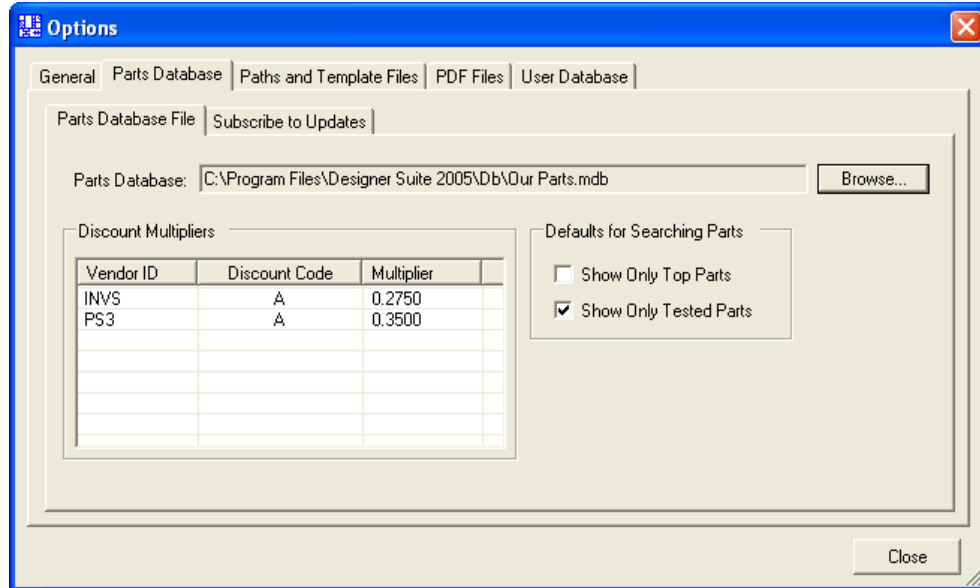 Options
General Parts Database Paths and Template Files PDF Files User Database
Parts Database File Subscribe to Updates
Parts Database: C:\Program Files\Designer Suite 2005\Db\Our Parts.mdb Browse...
Discount Multipliers
Vendor ID Discount Code Multiplier
INVS A 0.2750
PS3 A 0.3500
Defaults for Searching Parts
Show Only Top Parts
Show Only Tested Parts
Close